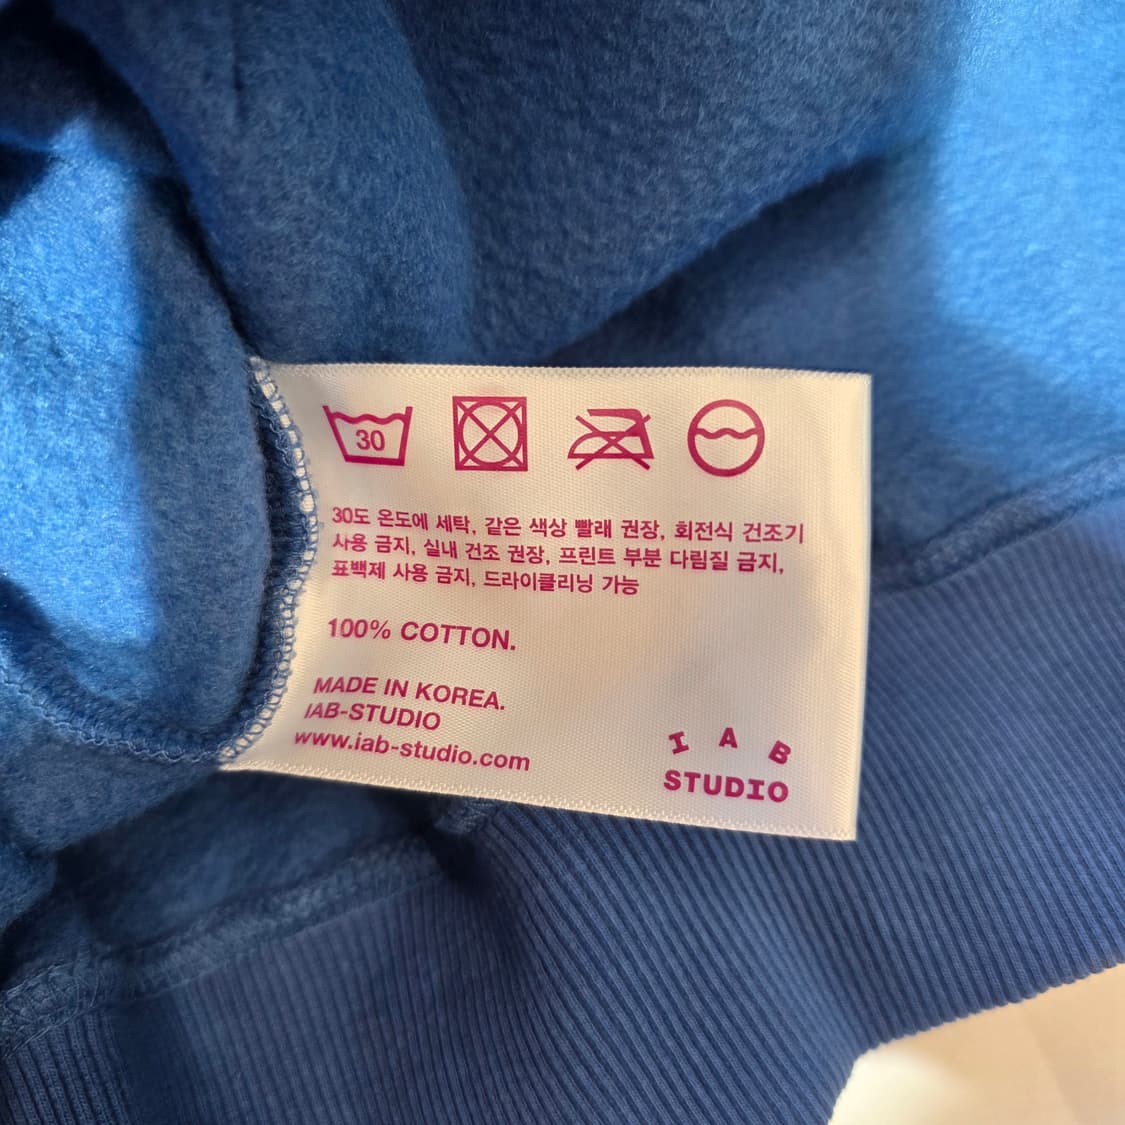 30
30도 온도에 세탁, 같은 색상 빨래 권장, 회전식 건조기
사용 금지, 실내 건조 권장, 프린트 부분 다림질 금지,
표백제 사용 금지, 드라이클리닝 가능
100% COTTON.
MADE IN KOREA.
IAB-STUDIO
www.iab-studio.com
I A B
STUDIO